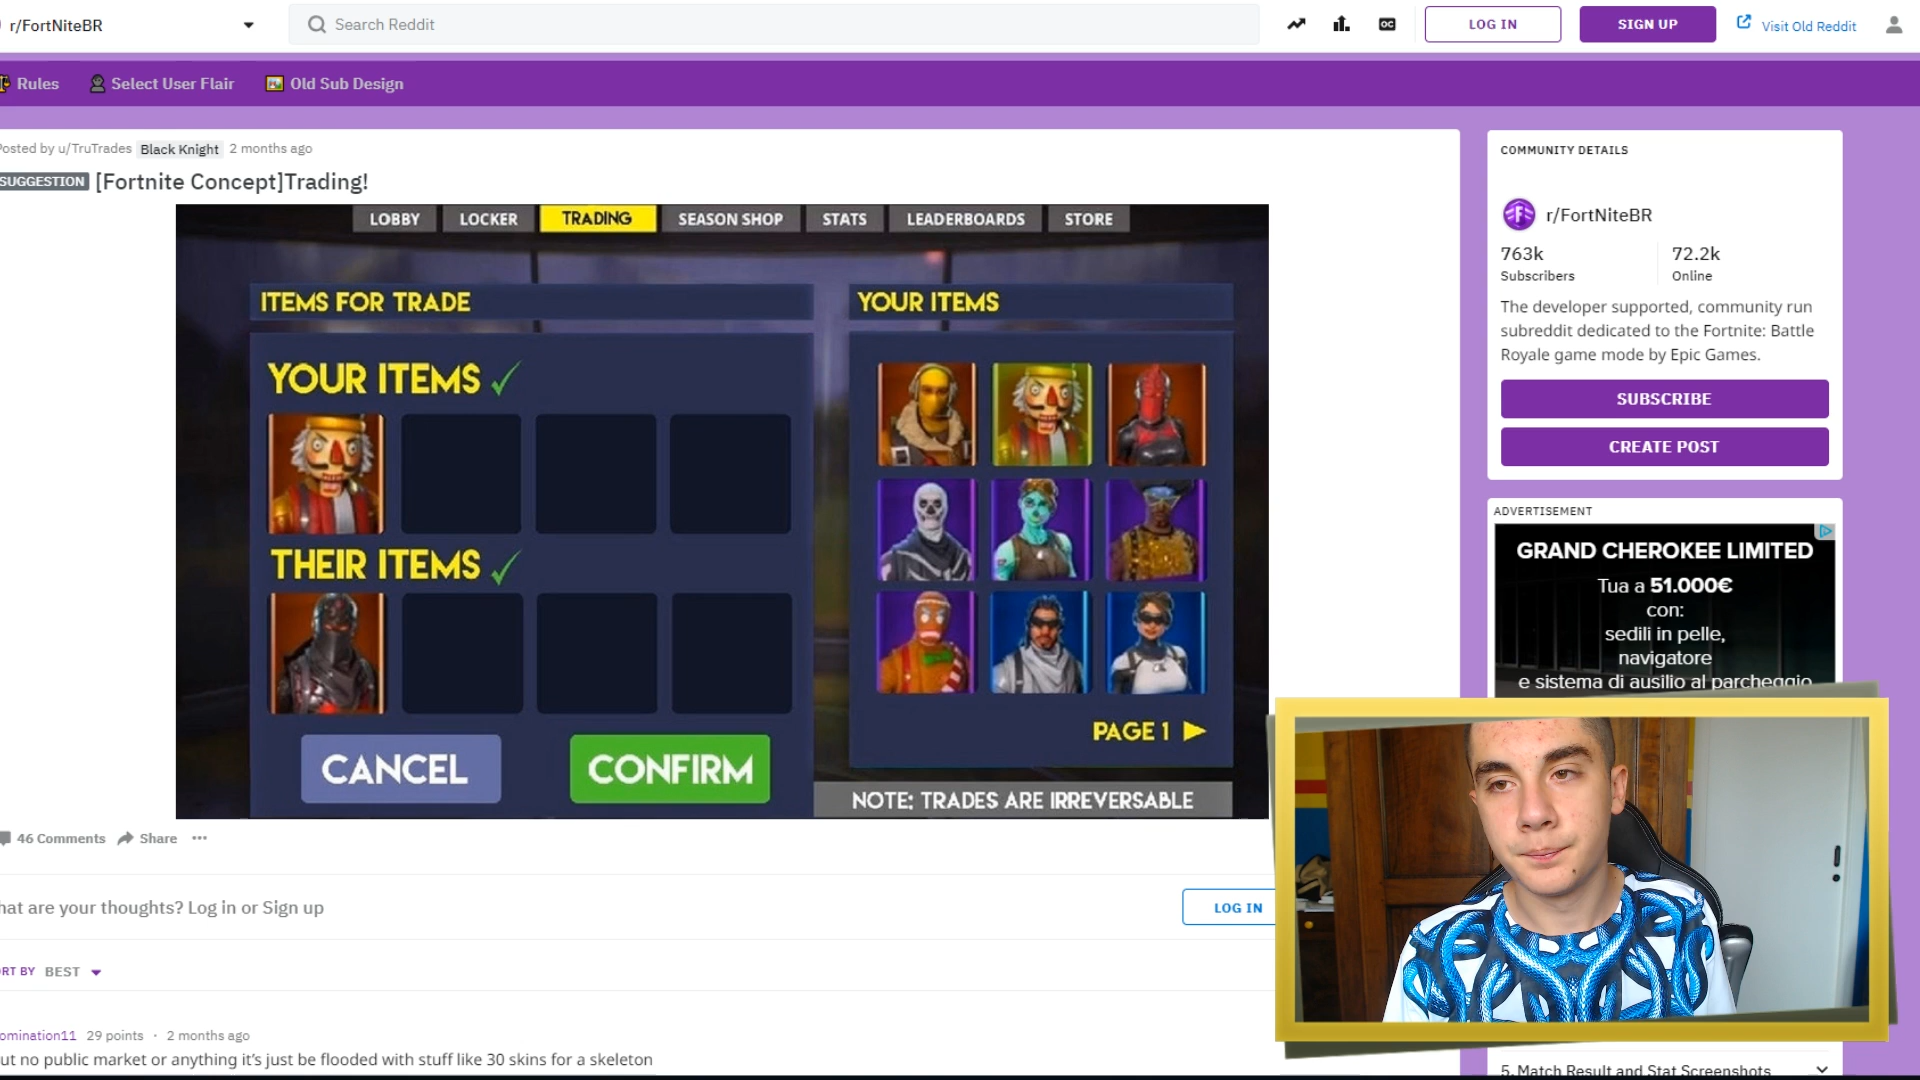 r/FortNiteBR
Search Reddit
OC
LOG IN
SIGN UP
Visit Old Reddit
Rules
Select User Flair
Old Sub Design
osted by u/TruTrades Black Knight 2 months ago
SUGGESTION [Fortnite Concept]Trading!
LOBBY
LOCKER
TRADING
SEASON SHOP
STATS
LEADERBOARDS
STORE
ITEMS FOR TRADE
YOUR ITEMS
YOUR ITEMS
THEIR ITEMS
PAGE 1
CANCEL
CONFIRM
NOTE: TRADES ARE IRREVERSABLE
46 Comments
Share
hat are your thoughts? Log in or Sign up
LOG IN
RT BY BEST
omination11 29 points · 2 months ago
ut no public market or anything it's just be flooded with stuff like 30 skins for a skeleton
COMMUNITY DETAILS
r/FortNiteBR
763k
Subscribers
72.2k
Online
The developer supported, community run
subreddit dedicated to the Fortnite: Battle
Royale game mode by Epic Games.
SUBSCRIBE
CREATE POST
ADVERTISEMENT
GRAND CHEROKEE LIMITED
Tua a 51.000€
con:
sedili in pelle,
navigatore
e sistema di ausilio al parcheggio
5. Match Result and Stat Screenshots